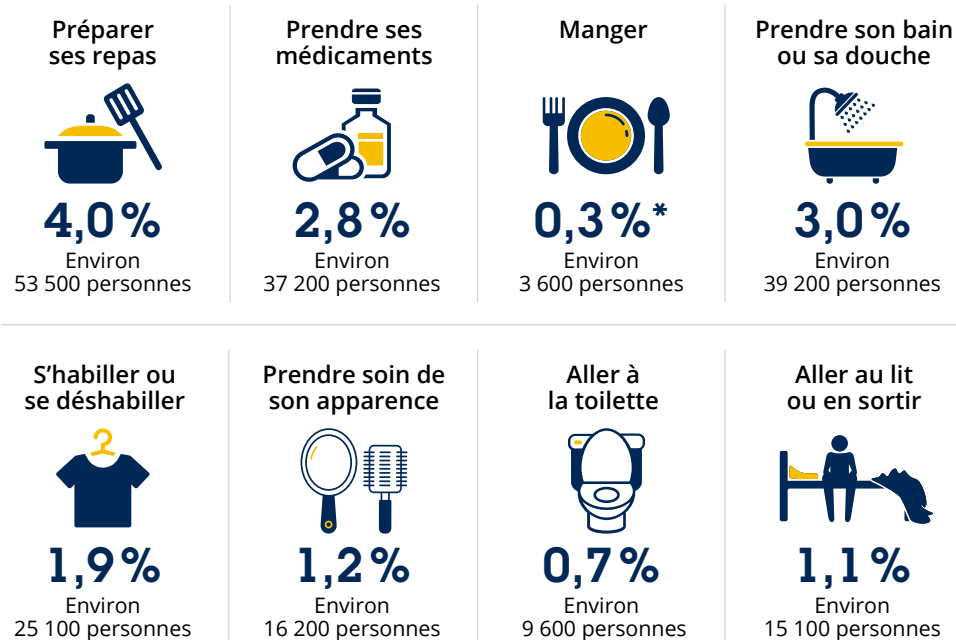 Préparer
ses repas
4,0 %
Environ
53 500 personnes
Prendre ses
médicaments
2,8 %
Environ
37 200 personnes
Manger
0,3 %*
Environ
3 600 personnes
Prendre son bain
ou sa douche
3,0 %
Environ
39 200 personnes
S’habiller ou
se déshabiller
1,9 %
Environ
25 100 personnes
Prendre soin de
son apparence
1,2 %
Environ
16 200 personnes
Aller à
la toilette
0,7 %
Environ
9 600 personnes
Aller au lit
ou en sortir
1,1 %
Environ
15 100 personnes